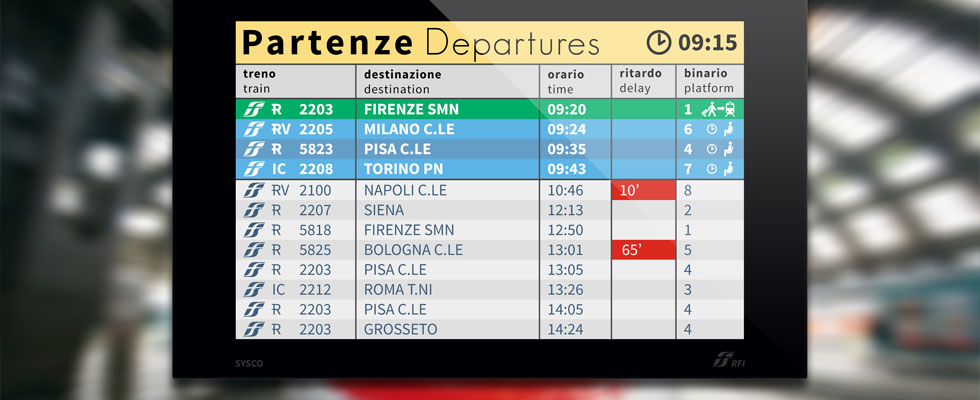 Partenze Departures 09:15
treno destinazione orario ritardo binario
train destination time delay platform
R 2203 FIRENZE SMN 09:20 1
RV 2205 MILANO C.LE 09:24 6
R 5823 PISA C.LE 09:35 4
IC 2208 TORINO PN 09:43 7
RV 2100 NAPOLI C.LE 10:46 10' 8
R 2207 SIENA 12:13 2
R 5818 FIRENZE SMN 12:50 1
R 5825 BOLOGNA C.LE 13:01 65' 5
R 2203 PISA C.LE 13:05 4
IC 2212 ROMA T.NI 13:26 3
R 2203 PISA C.LE 14:05 4
R 2203 GROSSETO 14:24 4
SYSCO RFI